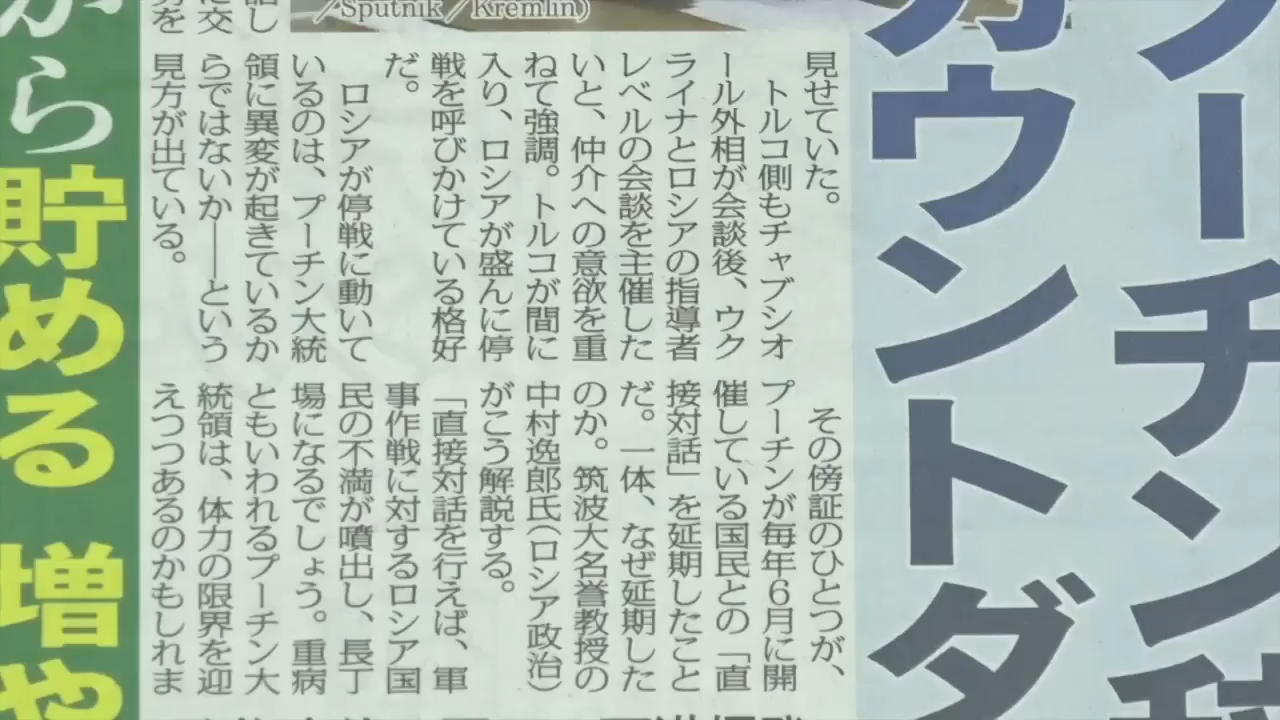 プーチン
カウントダ
／Sputnik／Kremlin）
見せていた。
トルコ側もチャブシオ
ール外相が会談後、ウク
ライナとロシアの指導者
レベルの会談を主催した
いと、仲介への意欲を重
ねて強調。トルコが間に
入り、ロシアが盛んに停
戦を呼びかけている格好
だ。
ロシアが停戦に動いて
いるのは、プーチン大統
領に異変が起きているか
らではないか――という
見方が出ている。
その傍証のひとつが、
プーチンが毎年6月に開
催している国民との「直
接対話」を延期したこと
だ。一体、なぜ延期した
のか。筑波大名誉教授の
中村逸郎氏（ロシア政治）
がこう解説する。
「直接対話を行えば、軍
事作戦に対するロシア国
民の不満が噴出し、長丁
場になるでしょう。重病
ともいわれるプーチン大
統領は、体力の限界を迎
えつつあるのかもしれま
から貯める 増や